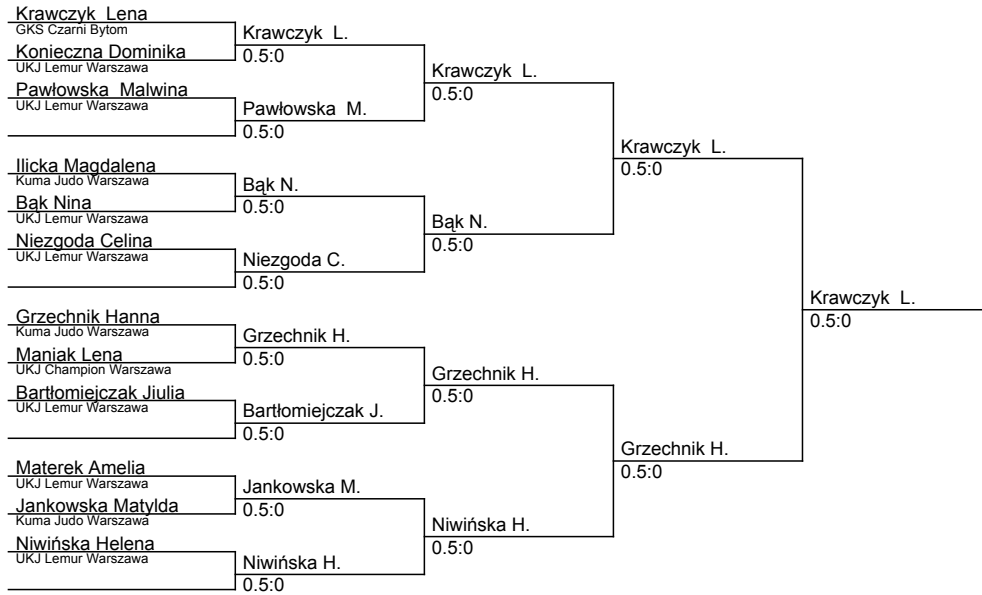 Krawczyk  Lena
GKS Czarni Bytom
Konieczna Dominika
UKJ Lemur Warszawa
Pawłowska  Malwina
UKJ Lemur Warszawa
Ilicka Magdalena
Kuma Judo Warszawa
Bąk Nina
UKJ Lemur Warszawa
Niezgoda Celina
UKJ Lemur Warszawa
Grzechnik Hanna
Kuma Judo Warszawa
Maniak Lena
UKJ Champion Warszawa
Bartłomiejczak Jiulia
UKJ Lemur Warszawa
Materek Amelia
UKJ Lemur Warszawa
Jankowska Matylda
Kuma Judo Warszawa
Niwińska Helena
UKJ Lemur Warszawa
Krawczyk  L.
0.5:0
Pawłowska  M.
0.5:0
Bąk N.
0.5:0
Niezgoda C.
0.5:0
Grzechnik H.
0.5:0
Bartłomiejczak J.
0.5:0
Jankowska M.
0.5:0
Niwińska H.
0.5:0
Krawczyk  L.
0.5:0
Bąk N.
0.5:0
Grzechnik H.
0.5:0
Niwińska H.
0.5:0
Krawczyk  L.
0.5:0
Grzechnik H.
0.5:0
Krawczyk  L.
0.5:0